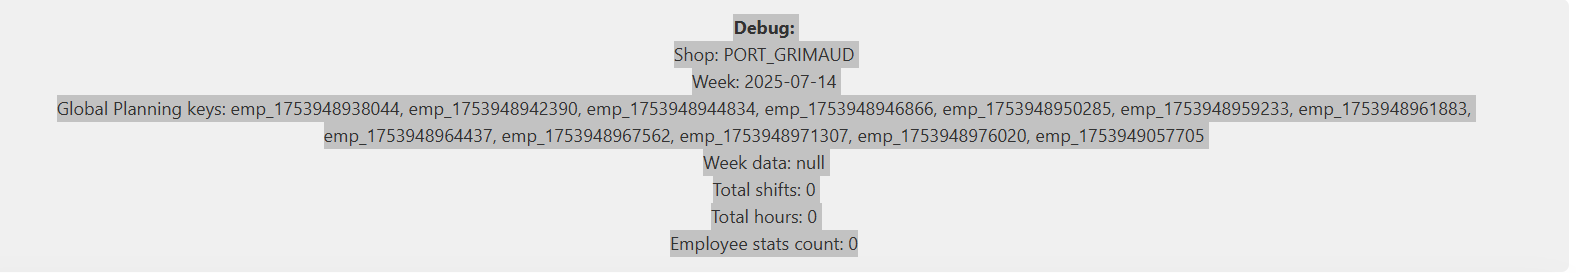 Debug:
Shop: PORT_GRIMAUD
Week: 2025-07-14
Global Planning keys: emp_1753948938044, emp_1753948942390, emp_1753948944834, emp_1753948946866, emp_1753948950285, emp_1753948959233, emp_1753948961883,
emp_1753948964437, emp_1753948967562, emp_1753948971307, emp_1753948976020, emp_1753949057705
Week data: null
Total shifts: 0
Total hours: 0
Employee stats count: 0